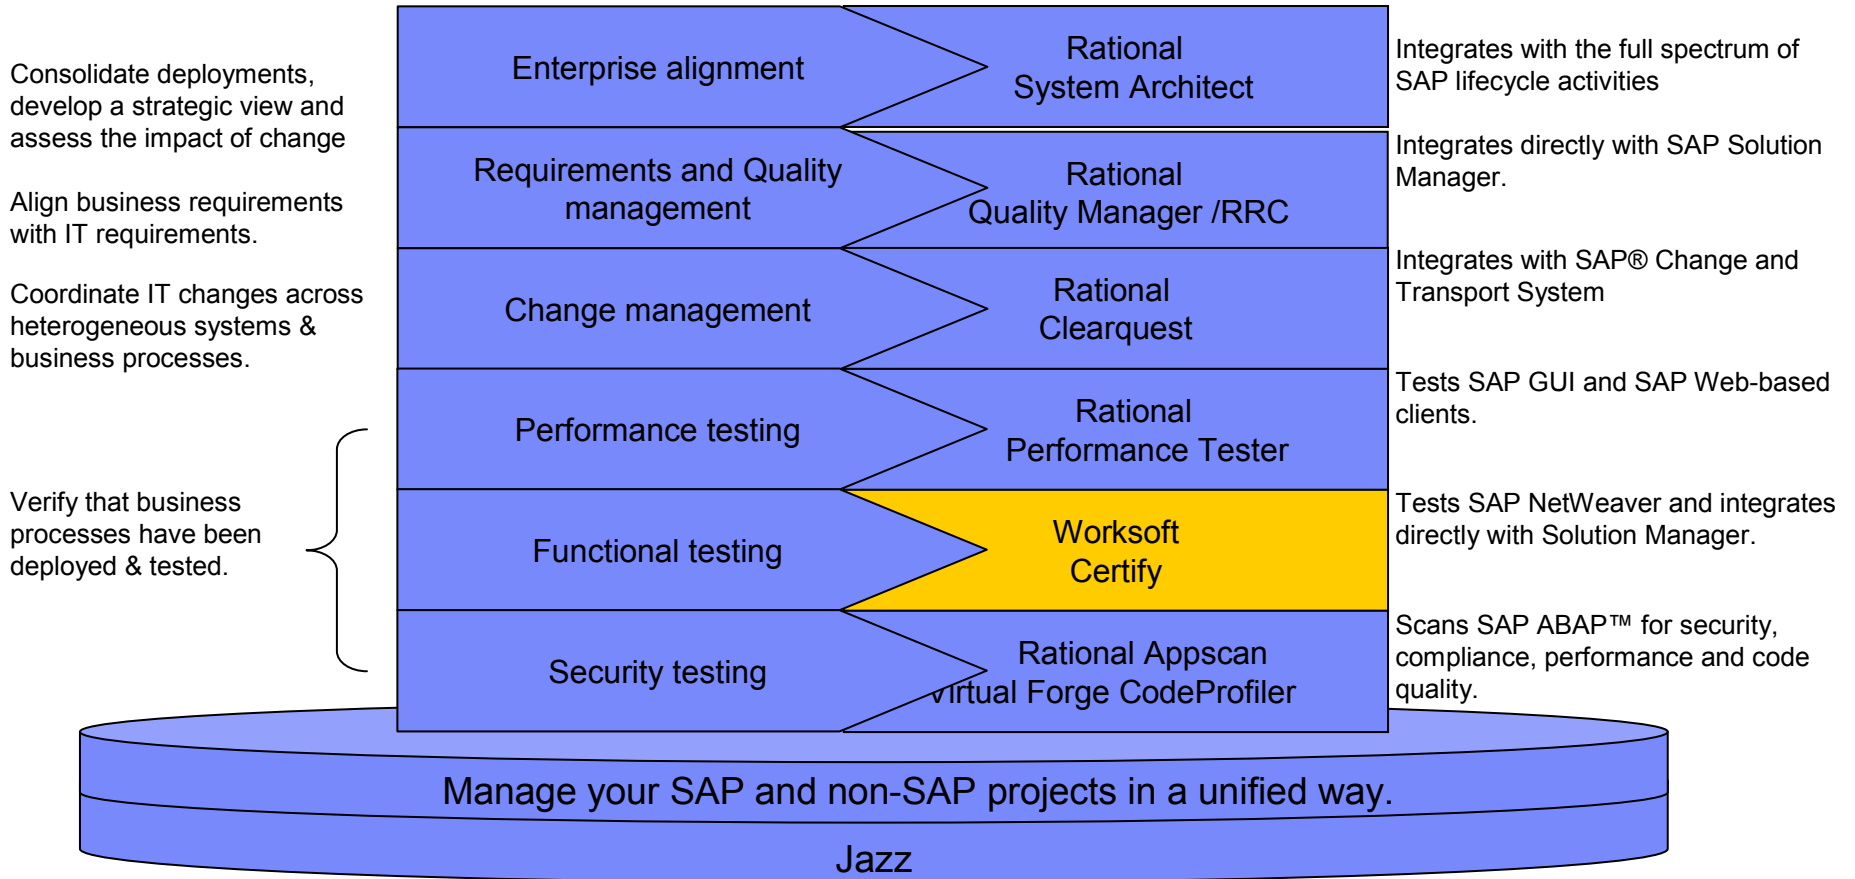 Consolidate deployments,
develop a strategic view and
assess the impact of change
Enterprise alignment
Rational
System Architect
Integrates with the full spectrum of
SAP lifecycle activities
Align business requirements
with IT requirements.
Requirements and Quality
management
Rational
Quality Manager /RRC
Integrates directly with SAP Solution
Manager.
Coordinate IT changes across
heterogeneous systems &
business processes.
Change management
Rational
Clearquest
Integrates with SAP® Change and
Transport System
Performance testing
Rational
Performance Tester
Tests SAP GUI and SAP Web-based
clients.
Verify that business
processes have been
deployed & tested.
Functional testing
Worksoft
Certify
Tests SAP NetWeaver and integrates
directly with Solution Manager.
Security testing
Rational Appscan
Virtual Forge CodeProfiler
Scans SAP ABAP™ for security,
compliance, performance and code
quality.
Manage your SAP and non-SAP projects in a unified way.
Jazz